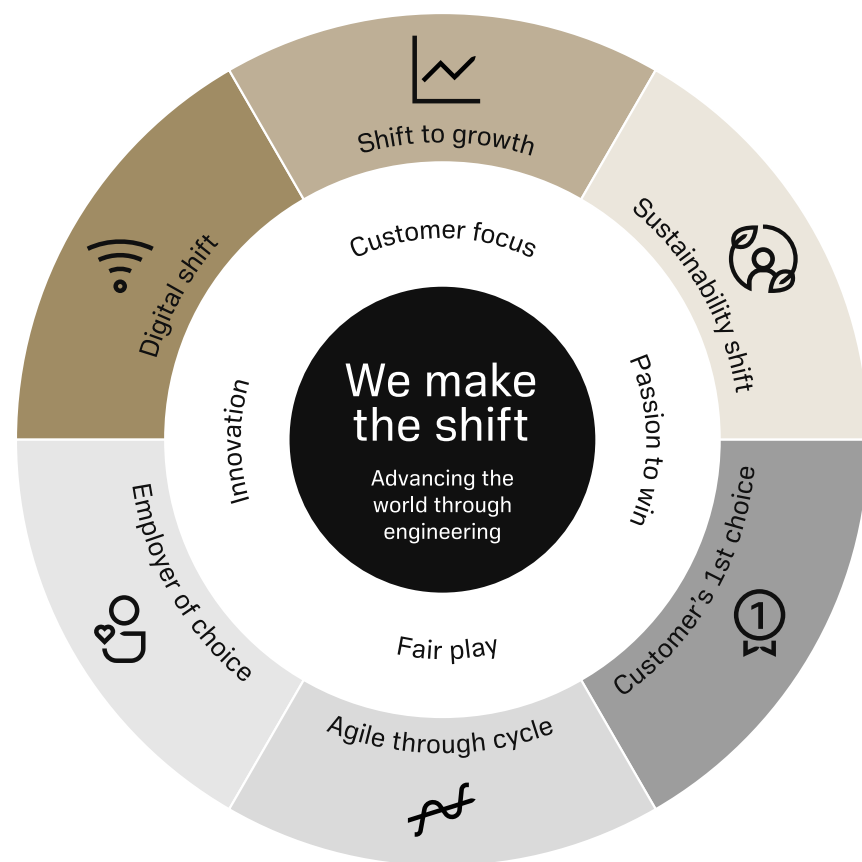 Shift to growth
Sustainability shift
Customer's 1st choice
Agile through cycle
Employer of choice
Digital shift
Customer focus
Passion to win
Fair play
Innovation
We make
the shift
Advancing the
world through
engineering
1